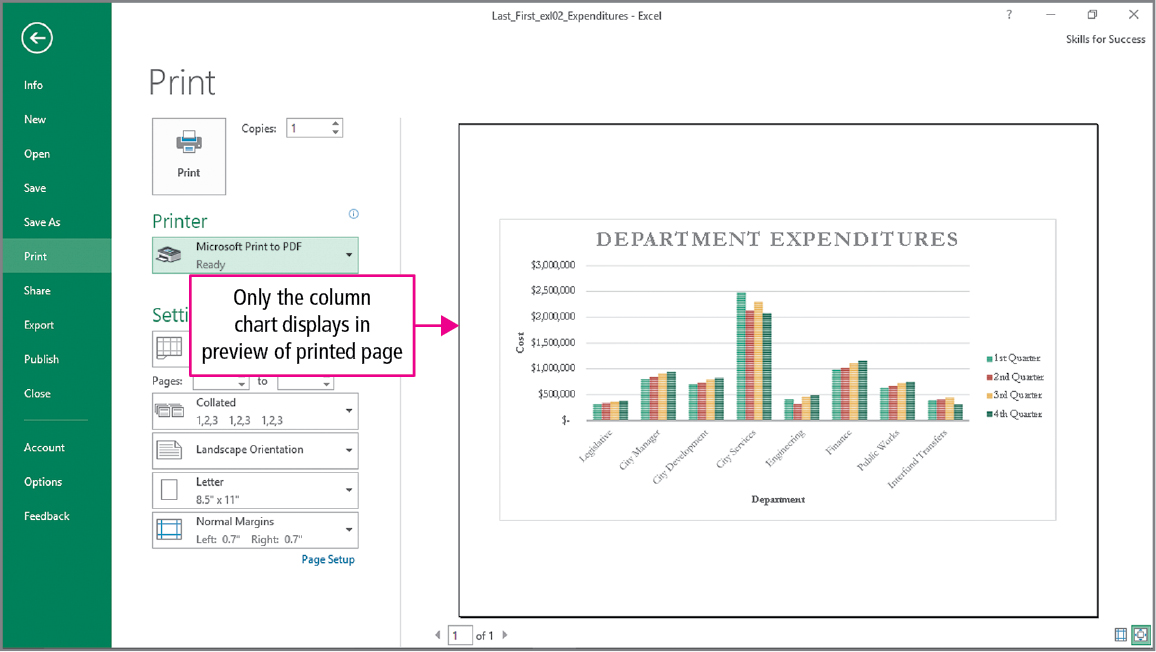 Last_First_exl02_Expenditures - Excel
?
Skills for Success
Info
New
Open
Save
Save As
Print
Share
Export
Publish
Close
Account
Options
Feedback
Print
Print
Copies: 1
Printer
Microsoft Print to PDF
Ready
Only the column
chart displays in
preview of printed page
Setti
Pages: to
Collated
1,2,3 1,2,3 1,2,3
Landscape Orientation
Letter
8.5" x 11"
Normal Margins
Left: 0.7" Right: 0.7"
Page Setup
DEPARTMENT EXPENDITURES
Cost
$3,000,000
$2,500,000
$2,000,000
$1,500,000
$1,000,000
$500,000
$-
Legislative
City Manager
City Development
City Services
Engineering
Finance
Public Works
Interfund Transfers
Department
1st Quarter
2nd Quarter
3rd Quarter
4th Quarter
1 of 1